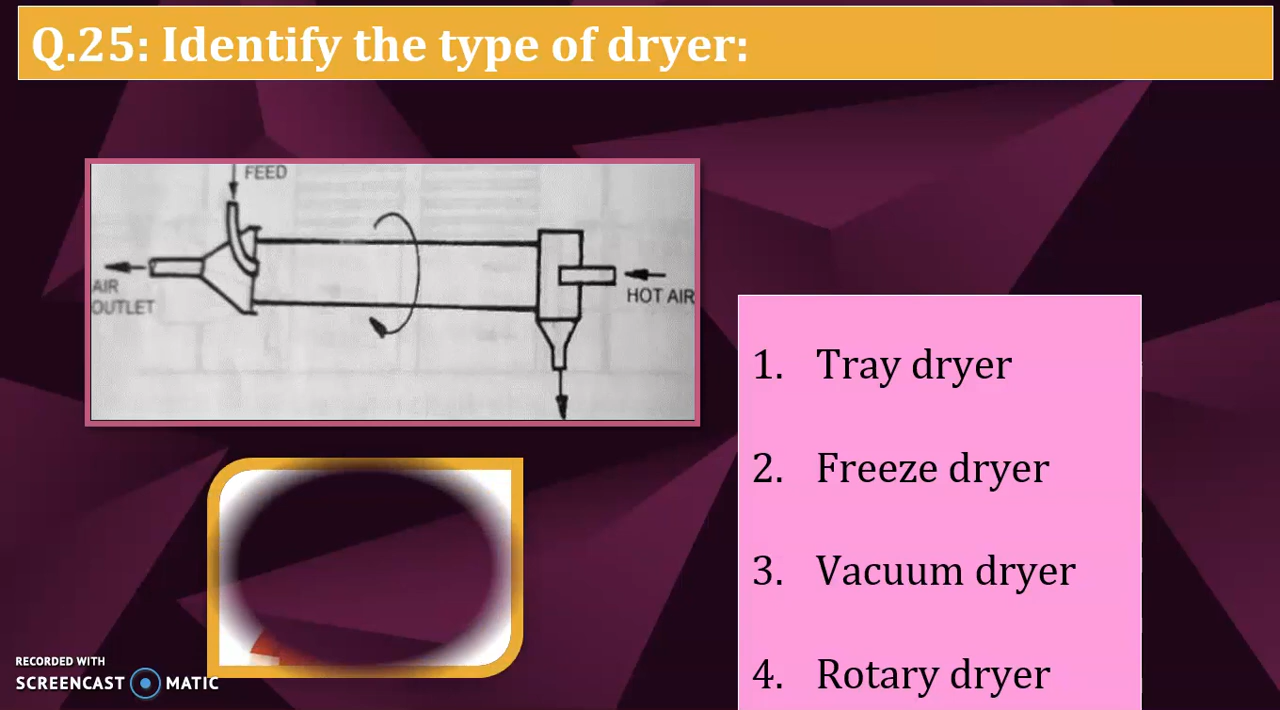 Q.25: Identify the type of dryer:
FEED
AIR
OUTLET
HOT AIR
1. Tray dryer
2. Freeze dryer
3. Vacuum dryer
4. Rotary dryer
RECORDED WITH
SCREENCAST MATIC